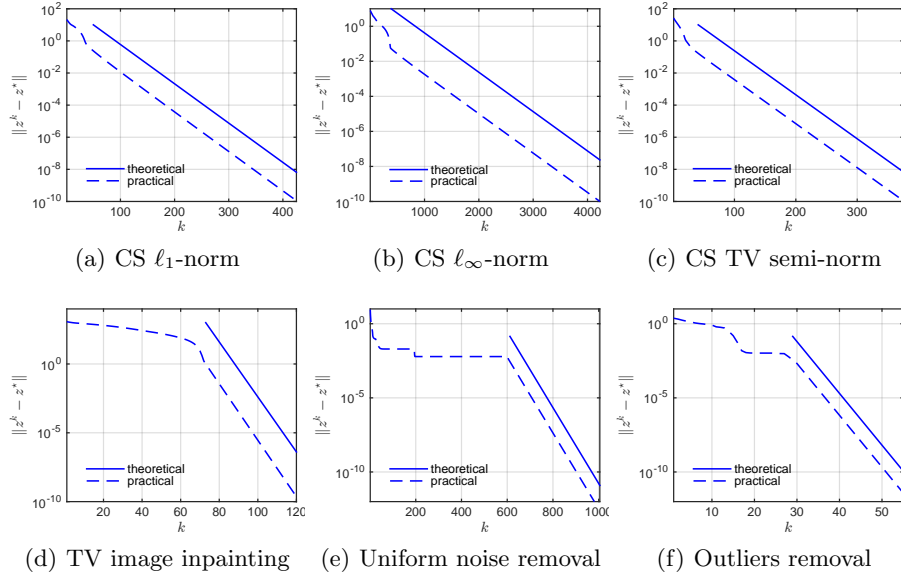 10^2
10^0
10^{-2}
10^{-4}
10^{-6}
10^{-8}
10^{-10}
‖z^k − z^⋆‖
theoretical
practical
100 200 300 400
k
(a) CS ℓ_1-norm
10^0
10^{-2}
10^{-4}
10^{-6}
10^{-8}
10^{-10}
‖z^k − z^⋆‖
theoretical
practical
1000 2000 3000 4000
k
(b) CS ℓ_∞-norm
10^2
10^0
10^{-2}
10^{-4}
10^{-6}
10^{-8}
10^{-10}
‖z^k − z^⋆‖
theoretical
practical
100 200 300
k
(c) CS TV semi-norm
10^0
10^{-5}
10^{-10}
‖z^k − z^⋆‖
theoretical
practical
20 40 60 80 100 120
k
(d) TV image inpainting
10^0
10^{-5}
10^{-10}
‖z^k − z^⋆‖
theoretical
practical
200 400 600 800 1000
k
(e) Uniform noise removal
10^0
10^{-5}
10^{-10}
‖z^k − z^⋆‖
theoretical
practical
10 20 30 40 50
k
(f) Outliers removal